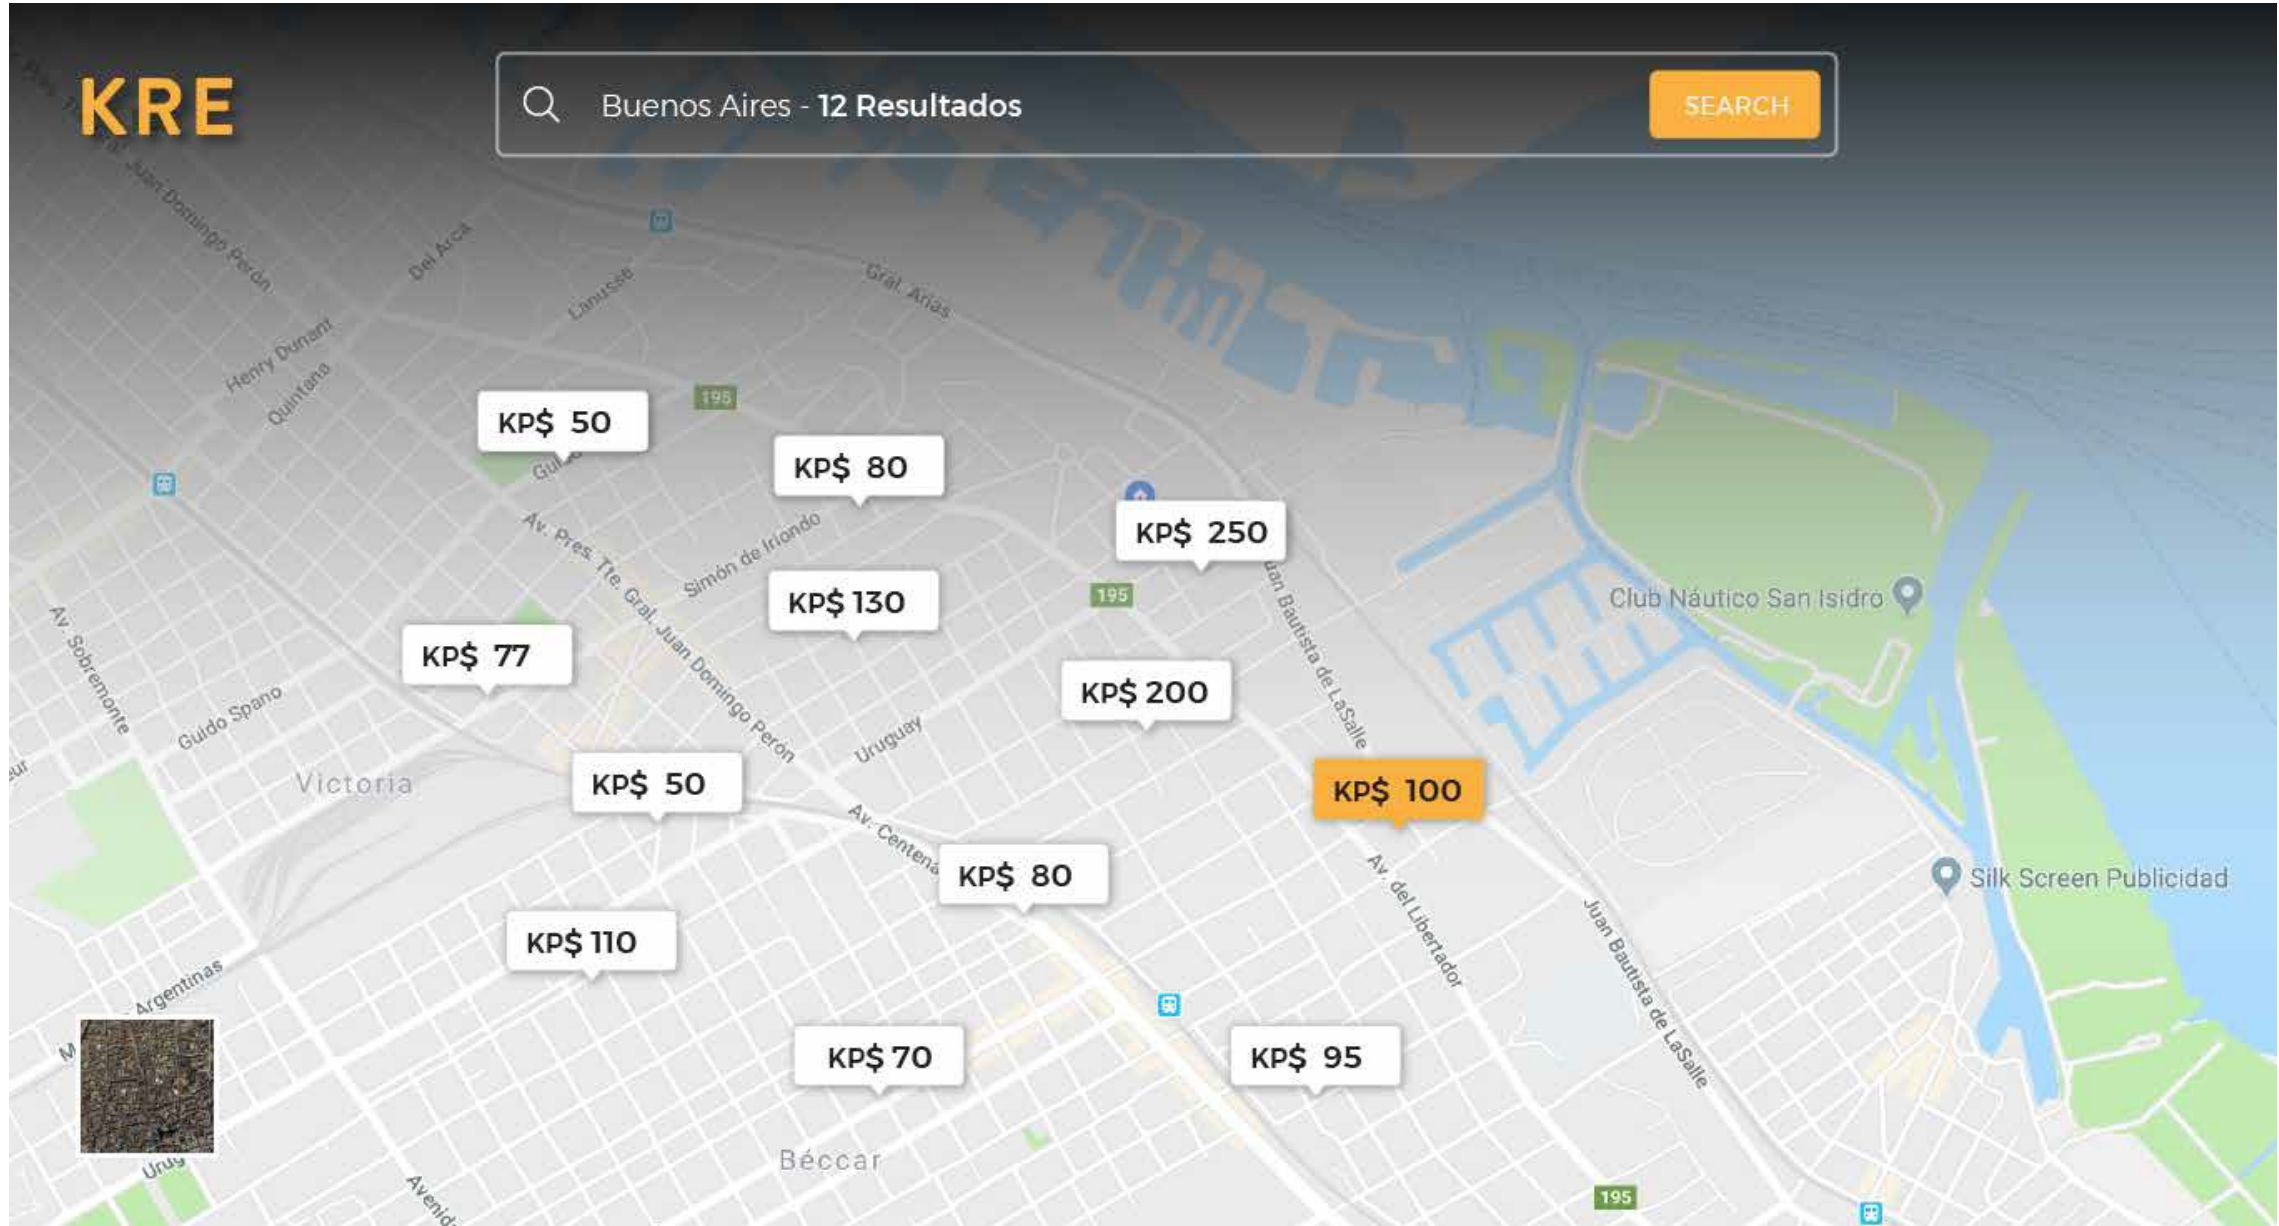 KRE
Buenos Aires - 12 Resultados
SEARCH
Juan Domingo Perón
Del Arca
Lanusse
Gral. Arias
Henry Dunant
Quintana
195
KP$ 50
KP$ 80
KP$ 250
Simón de Iriondo
Av. Pres. Tte. Gral. Juan Domingo Perón
KP$ 130
195
Club Náutico San Isidro
Juan Bautista de LaSalle
Av. Sobremonte
KP$ 77
KP$ 200
Guido Spano
Uruguay
Victoria
KP$ 50
KP$ 100
Av.
KP$ 80
Silk Screen Publicidad
Av. del Libertador
KP$ 110
Juan Bautista de LaSalle
Argentinas
KP$ 70
KP$ 95
Béccar
195